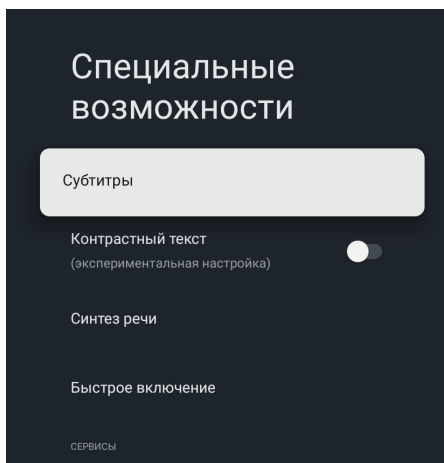 Специальные
возможности
Субтитры
Контрастный текст
(экспериментальная настройка)
Синтез речи
Быстрое включение
СЕРВИСЫ